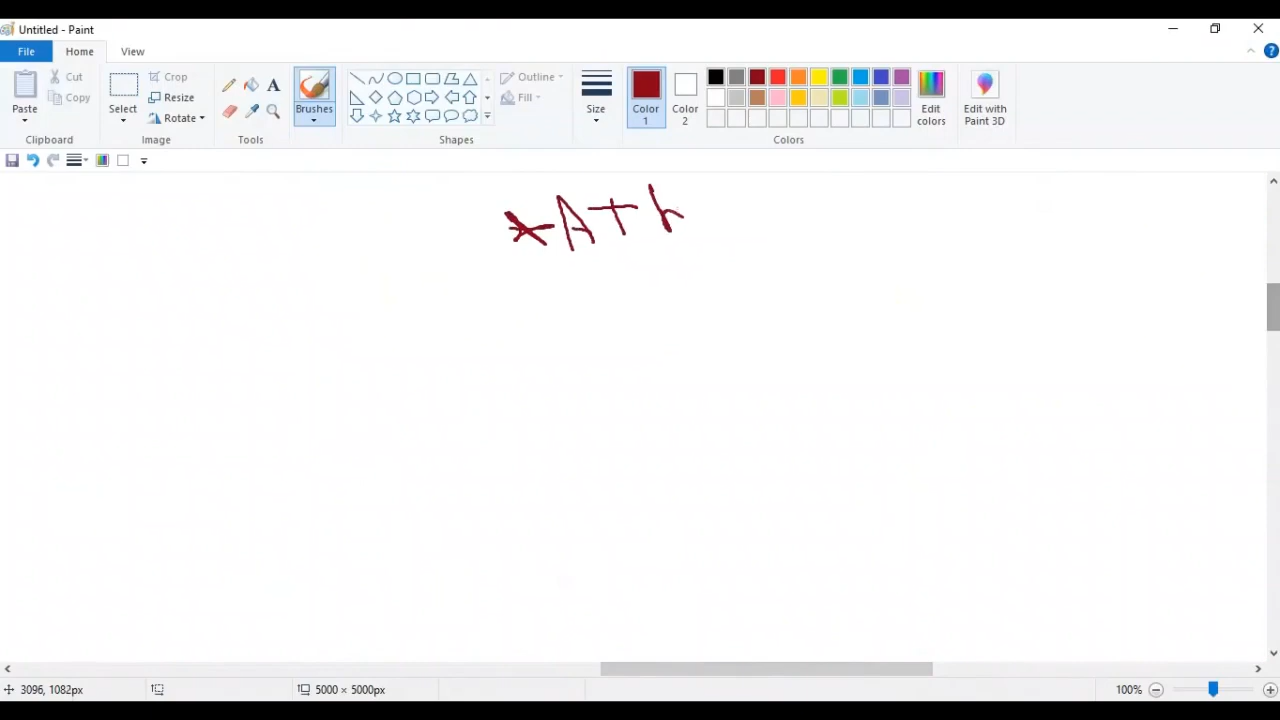 Untitled - Paint
File Home View
Paste
Cut
Copy
Clipboard
Select
Crop
Resize
Rotate
Image
Tools
Brushes
Outline
Fill
Shapes
Size
Color 1
Color 2
Edit colors
Colors
Edit with Paint 3D
*AT
3096, 1082px
5000 × 5000px
100%